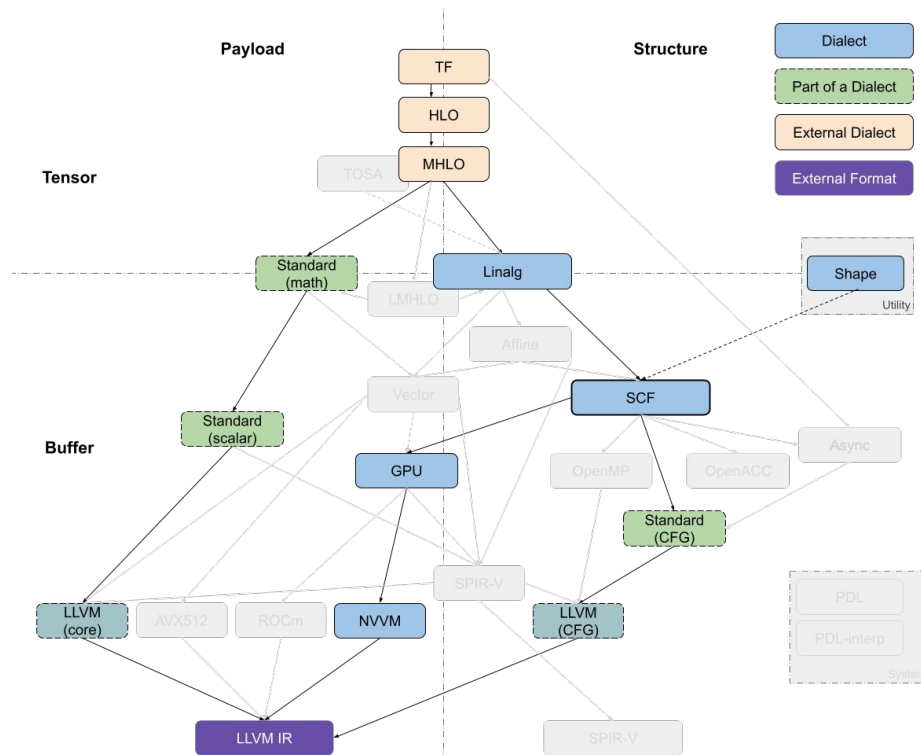 Payload
Structure
Dialect
Part of a Dialect
External Dialect
External Format
TF
HLO
MHLO
TOSA
Tensor
Standard
(math)
Linalg
Shape
Utility
LMHLO
Affine
Vector
SCF
Standard
(scalar)
Buffer
GPU
OpenMP
OpenACC
Async
Standard
(CFG)
SPIR-V
PDL
PDL-interp
System
LLVM
(core)
AVX512
ROCm
NVVM
LLVM
(CFG)
LLVM IR
SPIR-V